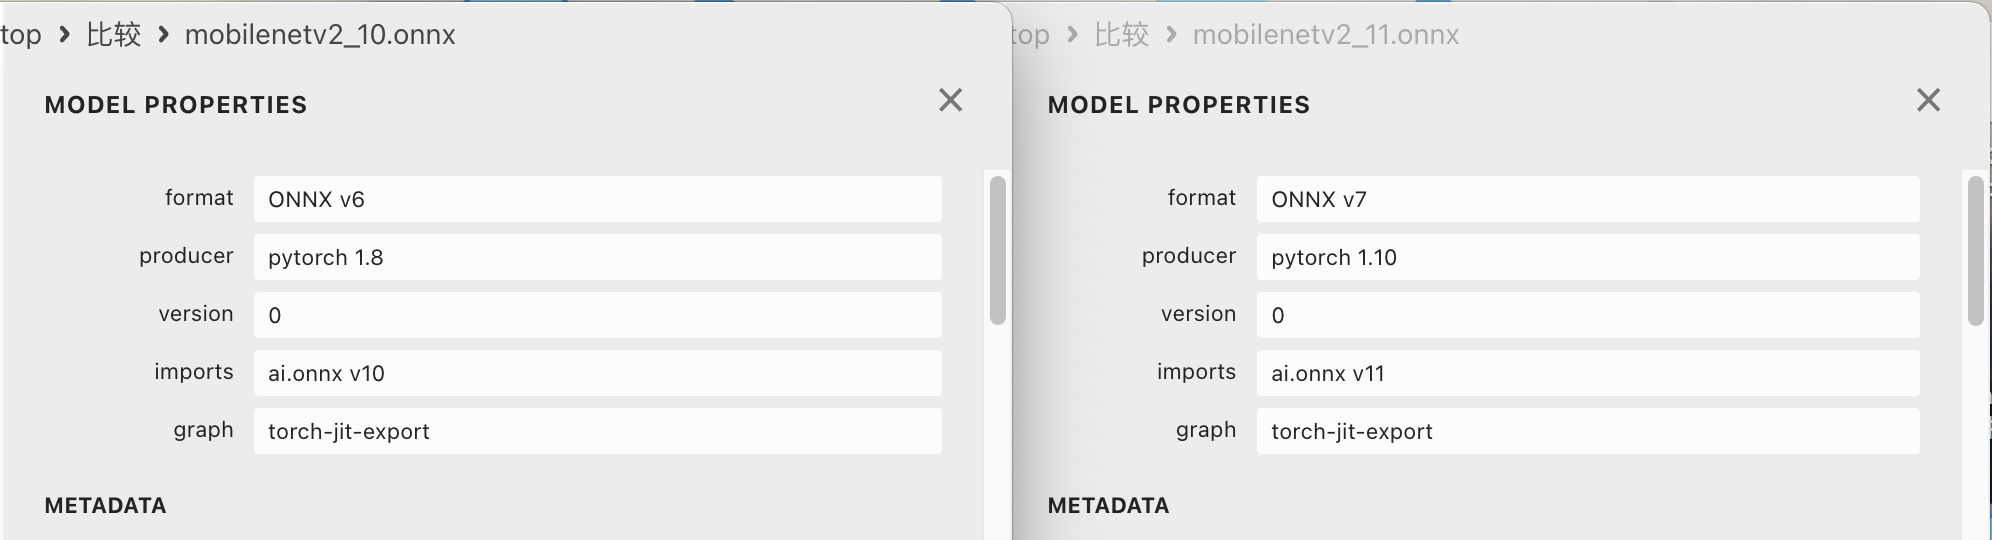 top › 比较 › mobilenetv2_10.onnx
MODEL PROPERTIES
format ONNX v6
producer pytorch 1.8
version 0
imports ai.onnx v10
graph torch-jit-export
METADATA
top › 比较 › mobilenetv2_11.onnx
MODEL PROPERTIES
format ONNX v7
producer pytorch 1.10
version 0
imports ai.onnx v11
graph torch-jit-export
METADATA